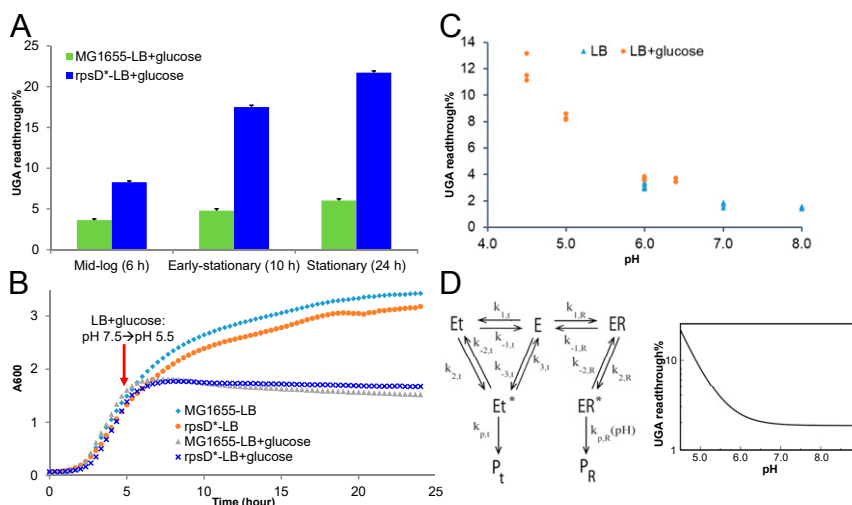 A
25
20
15
10
5
0
UGA readthrough%
MG1655-LB+glucose
rpsD*-LB+glucose
Mid-log (6 h)
Early-stationary (10 h)
Stationary (24 h)
B
3
2
1
0
A600
LB+glucose:
pH 7.5→pH 5.5
MG1655-LB
rpsD*-LB
MG1655-LB+glucose
rpsD*-LB+glucose
0 5 10 15 20 25
Time (hour)
C
14
12
10
8
6
4
2
0
UGA readthrough%
LB LB+glucose
4.0 5.0 6.0 7.0 8.0
pH
D
k1,t k1,R
Et E ER
k-1,t k-1,R
k-2,t k-2,R
k2,t k-3,t k3,t k2,R
Et* ER*
kp,t kp,R(pH)
Pt PR
UGA readthrough%
10
1
5.0 6.0 7.0 8.0
pH